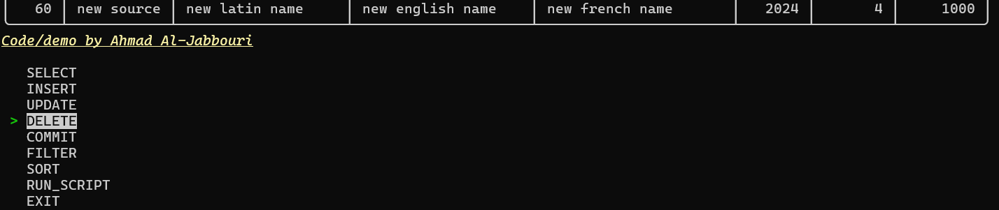 60 new source new latin name new english name new french name 2024 4 1000
Code/demo by Ahmad Al-Jabbouri
SELECT
INSERT
UPDATE
> DELETE
COMMIT
FILTER
SORT
RUN_SCRIPT
EXIT